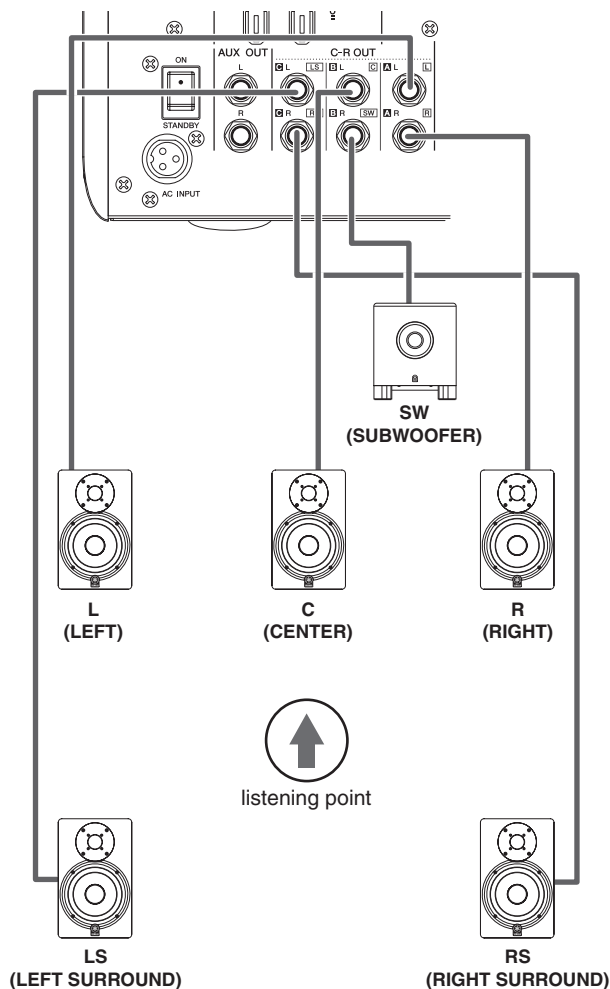 ON
AUX OUT
C-R OUT
L
C L LS
B L C
A L L
R
C R
B R SW
A R R
STANDBY
AC INPUT
SW
(SUBWOOFER)
L
(LEFT)
C
(CENTER)
R
(RIGHT)
listening point
LS
(LEFT SURROUND)
RS
(RIGHT SURROUND)